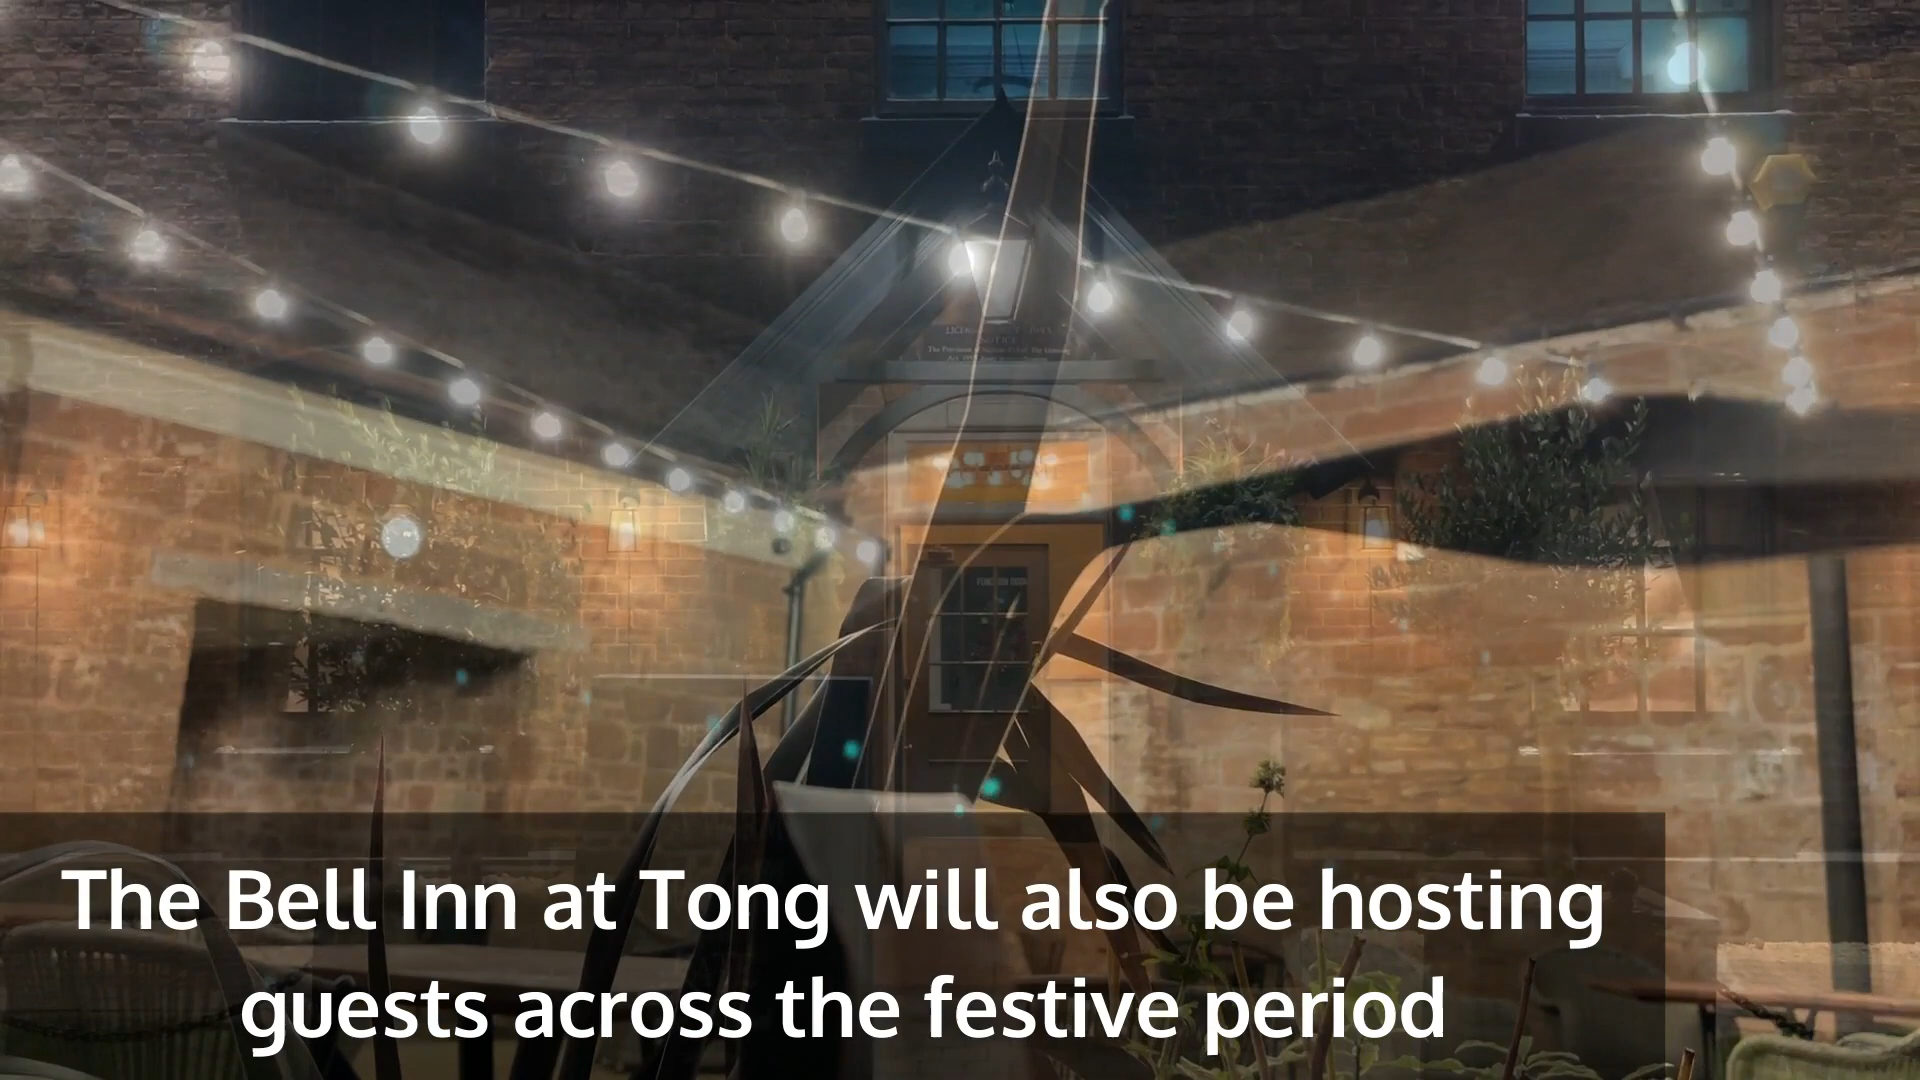 The Bell Inn at Tong will also be hosting
guests across the festive period